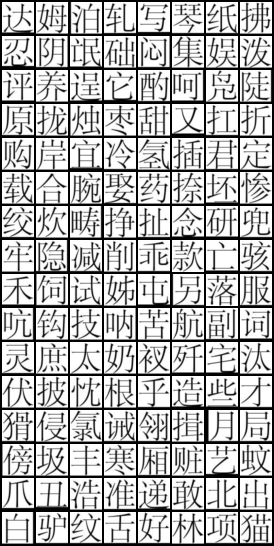 达姆泊轧写琴纸拂
忍阴氓础闷集娱泼
评养逞它酌呵凫陡
原拢烛枣甜又扛折
购岸宜冷氢插君定
载合腕娶药捺坯惨
绞炊畴挣扯念研兜
牢隐减削乖款亡骇
禾饲试姊屯另落服
吭钩技呐苦航副词
灵庶太奶衩歼宅汰
伏披忱根乎造些才
猾侵氯诫翎揖月局
傍圾丰寒厢赃艺蚊
爪丑浩准递敢北出
白驴纹舌好林项猫